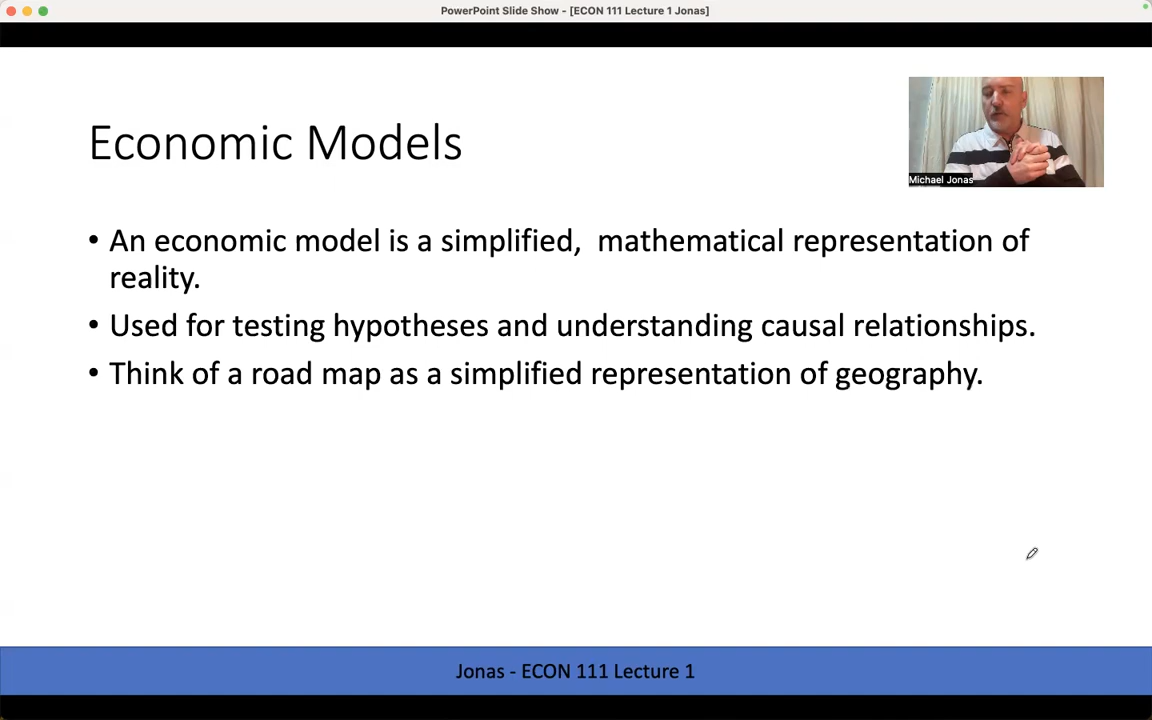 PowerPoint Slide Show - [ECON 111 Lecture 1 Jonas]
Economic Models
Michael Jonas
• An economic model is a simplified,  mathematical representation of
reality.
• Used for testing hypotheses and understanding causal relationships.
• Think of a road map as a simplified representation of geography.
Jonas - ECON 111 Lecture 1